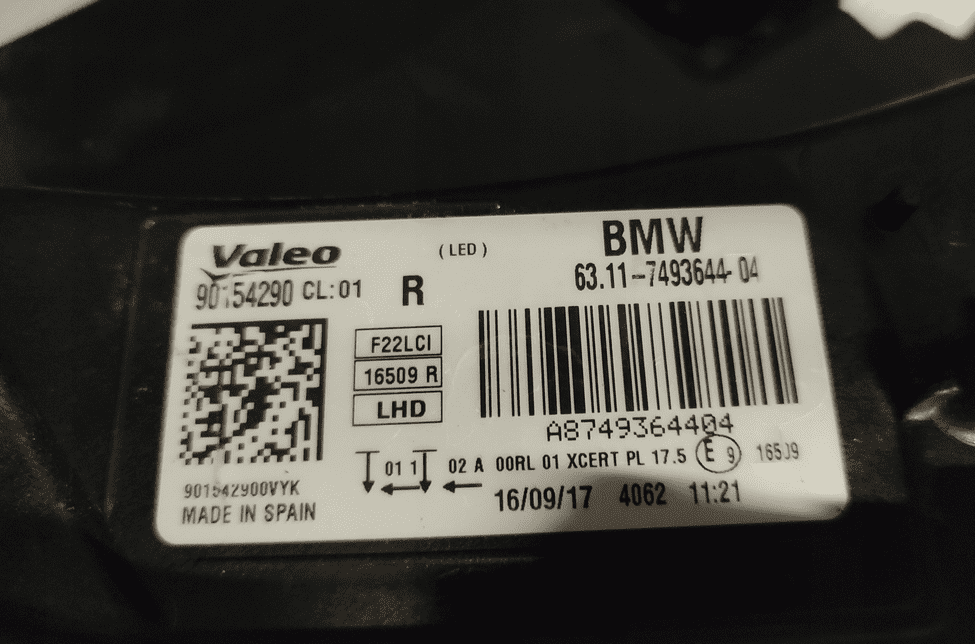 Valeo
(LED)
BMW
90154290 CL:01
R
63.11-7493644-04
F22LCI
16509 R
LHD
A8749364404
01 1
02 A 00RL 01 XCERT PL 17.5 E 9 165J9
901542900VYK
16/09/17 4062 11:21
MADE IN SPAIN